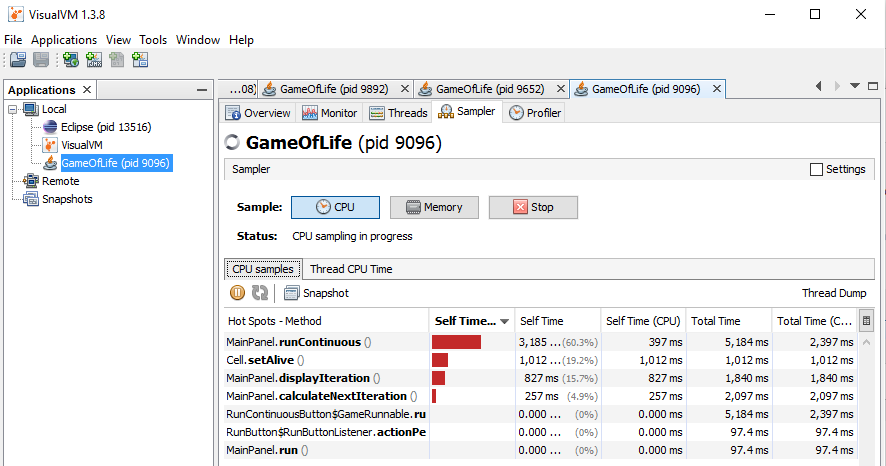 VisualVM 1.3.8
File Applications View Tools Window Help
Applications
...08) GameOfLife (pid 9892) GameOfLife (pid 9652) GameOfLife (pid 9096)
Local
Eclipse (pid 13516)
VisualVM
GameOfLife (pid 9096)
Remote
Snapshots
Overview Monitor Threads Sampler Profiler
GameOfLife (pid 9096)
Sampler Settings
Sample: CPU Memory Stop
Status: CPU sampling in progress
CPU samples Thread CPU Time
Snapshot Thread Dump
Hot Spots - Method Self Time... Self Time Self Time (CPU) Total Time Total Time (C...
MainPanel.runContinuous () 3,185 ... (60.3%) 397 ms 5,184 ms 2,397 ms
Cell.setAlive () 1,012 ... (19.2%) 1,012 ms 1,012 ms 1,012 ms
MainPanel.displayIteration () 827 ms (15.7%) 827 ms 1,840 ms 1,840 ms
MainPanel.calculateNextIteration () 257 ms (4.9%) 257 ms 2,097 ms 2,097 ms
RunContinuousButton$GameRunnable.ru 0.000 ... (0%) 0.000 ms 5,184 ms 2,397 ms
RunButton$RunButtonListener.actionPe 0.000 ... (0%) 0.000 ms 97.4 ms 97.4 ms
MainPanel.run () 0.000 ... (0%) 0.000 ms 97.4 ms 97.4 ms